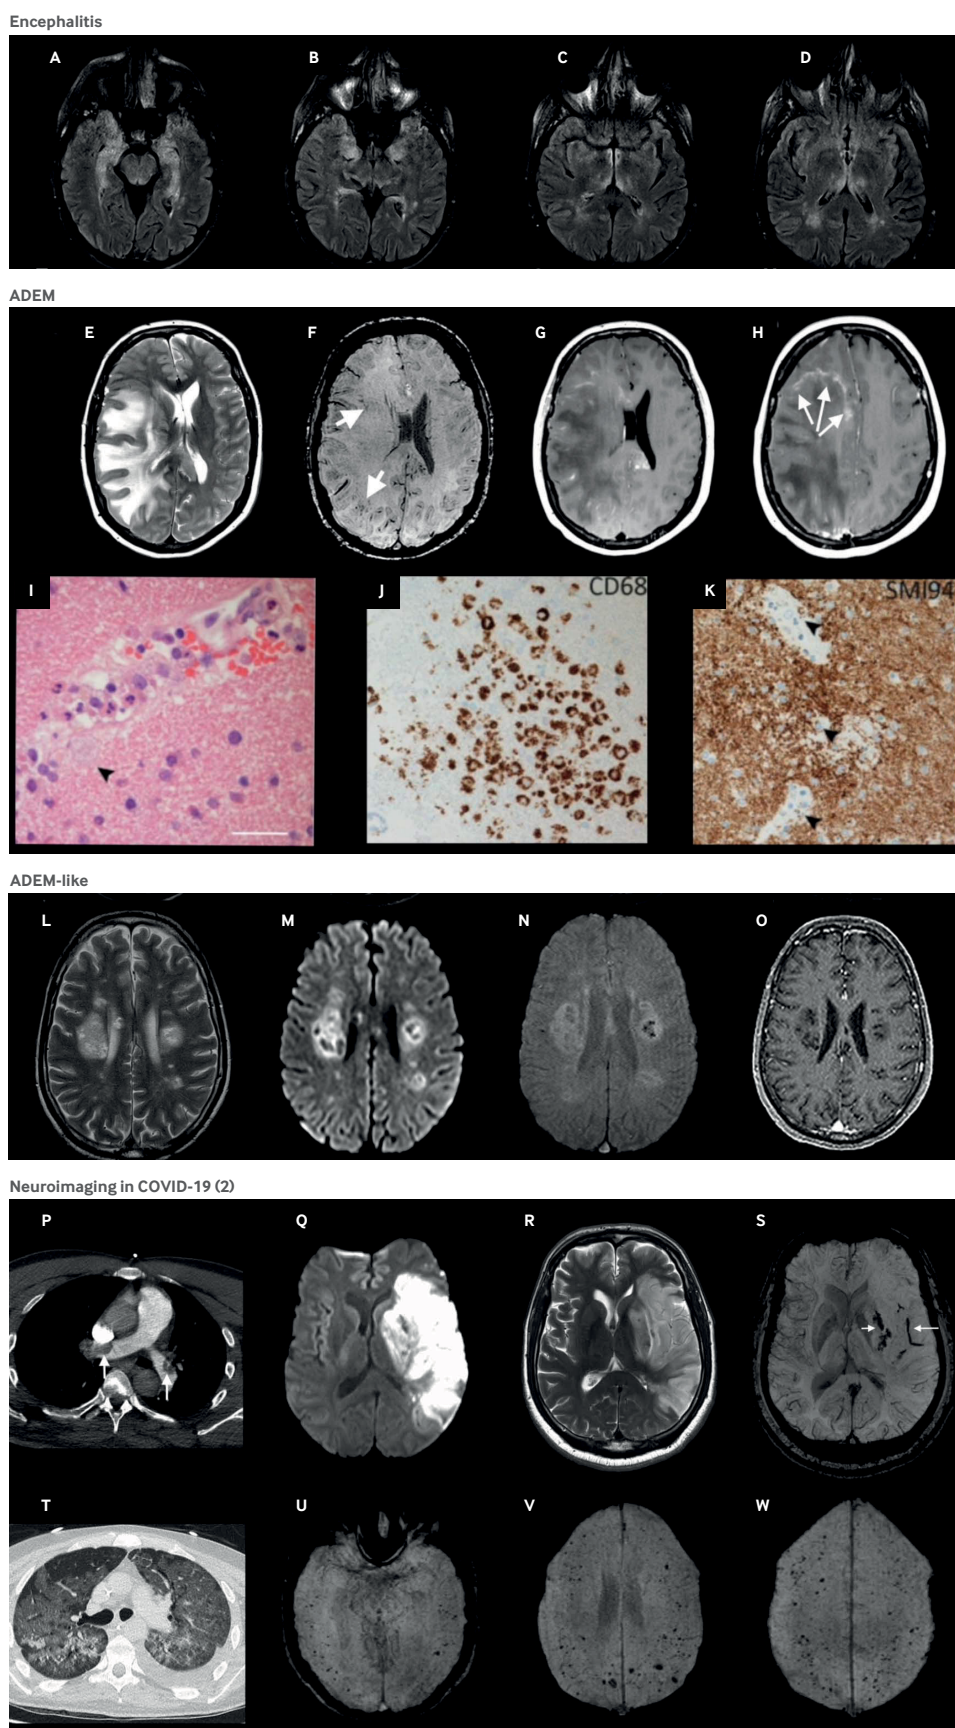 Encephalitis
A B C D
ADEM
E F G H
I J CD68 K SMI94
ADEM-like
L M N O
Neuroimaging in COVID-19 (2)
P Q R S
T U V W